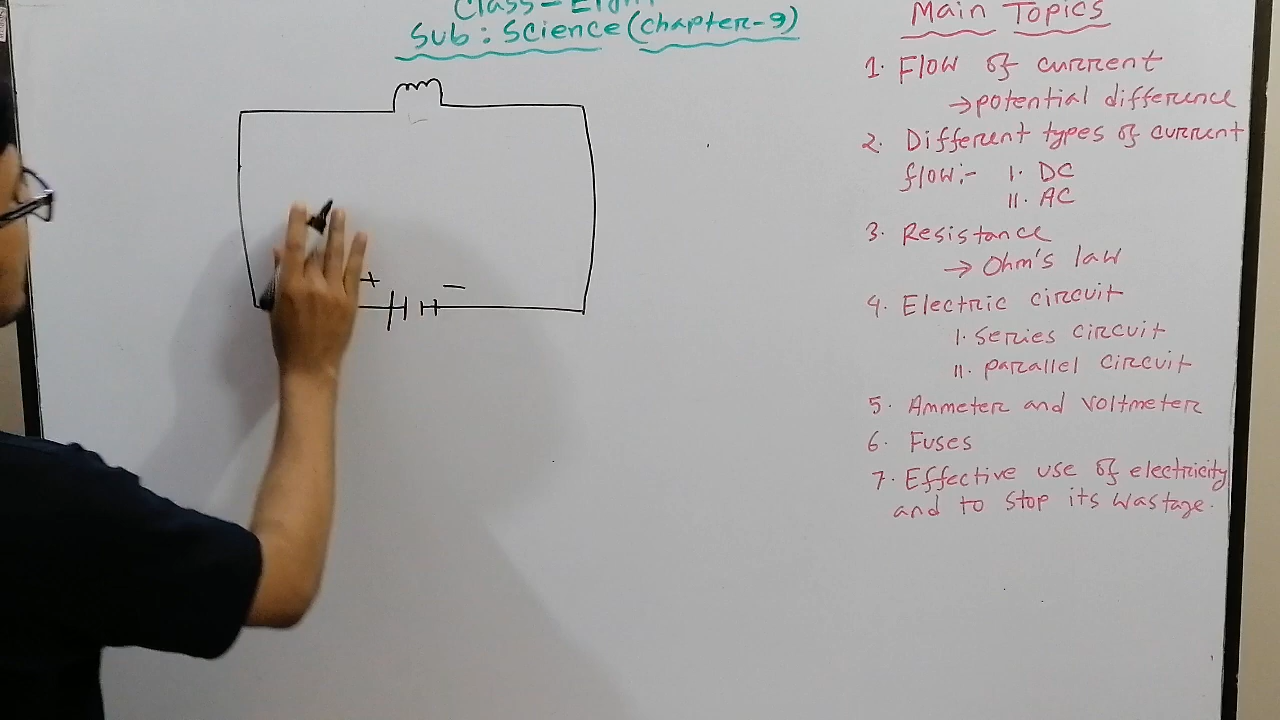 Class-Eight
Sub: Science (chapter-9)
Main Topics
1. Flow of current
→ potential difference
2. Different types of current
flow:- I. DC
II. AC
3. Resistance
→ Ohm's law
4. Electric circuit
I. series circuit
II. parallel circuit
5. Ammeter and voltmeter
6. Fuses
7. Effective use of electricity
and to stop its wastage.
+ −